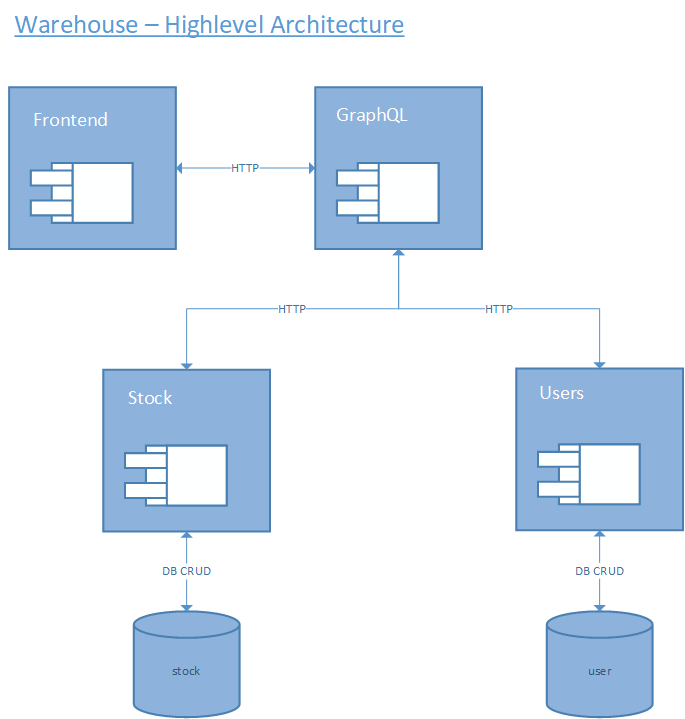 Warehouse – Highlevel Architecture
Frontend
GraphQL
HTTP
HTTP
HTTP
Stock
Users
DB CRUD
DB CRUD
stock
user